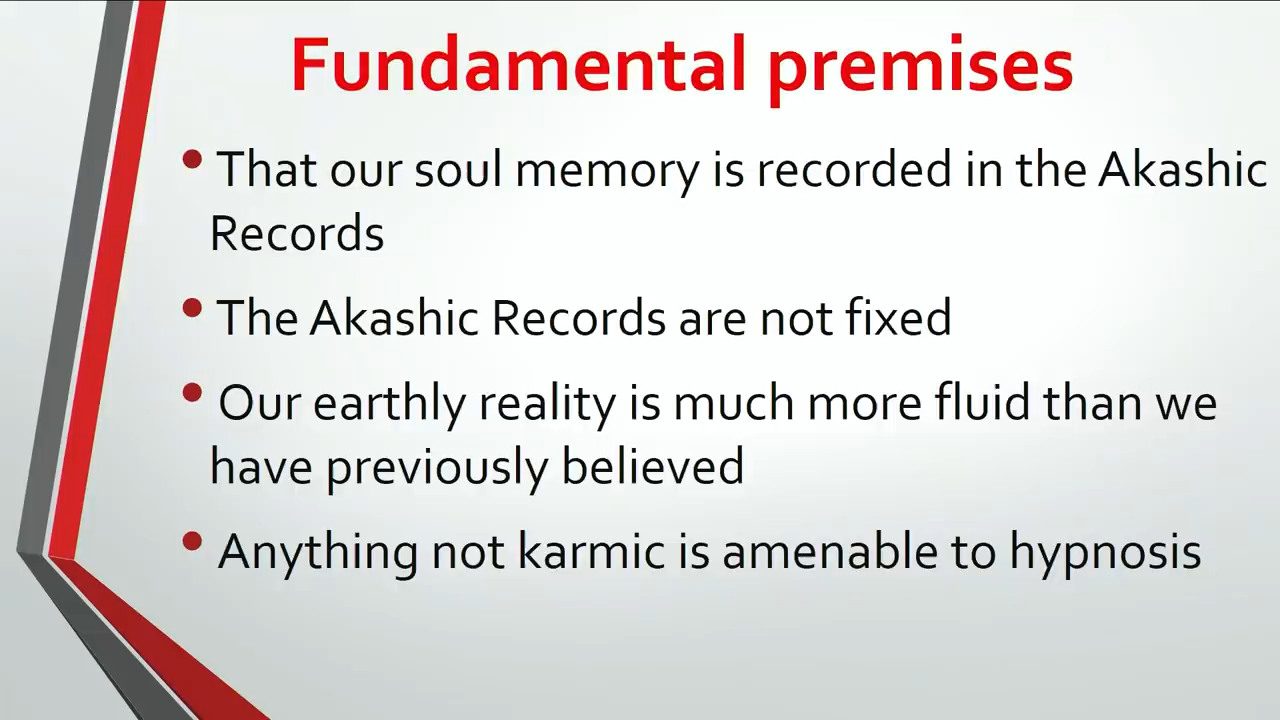 Fundamental premises
• That our soul memory is recorded in the Akashic
Records
• The Akashic Records are not fixed
• Our earthly reality is much more fluid than we
have previously believed
• Anything not karmic is amenable to hypnosis